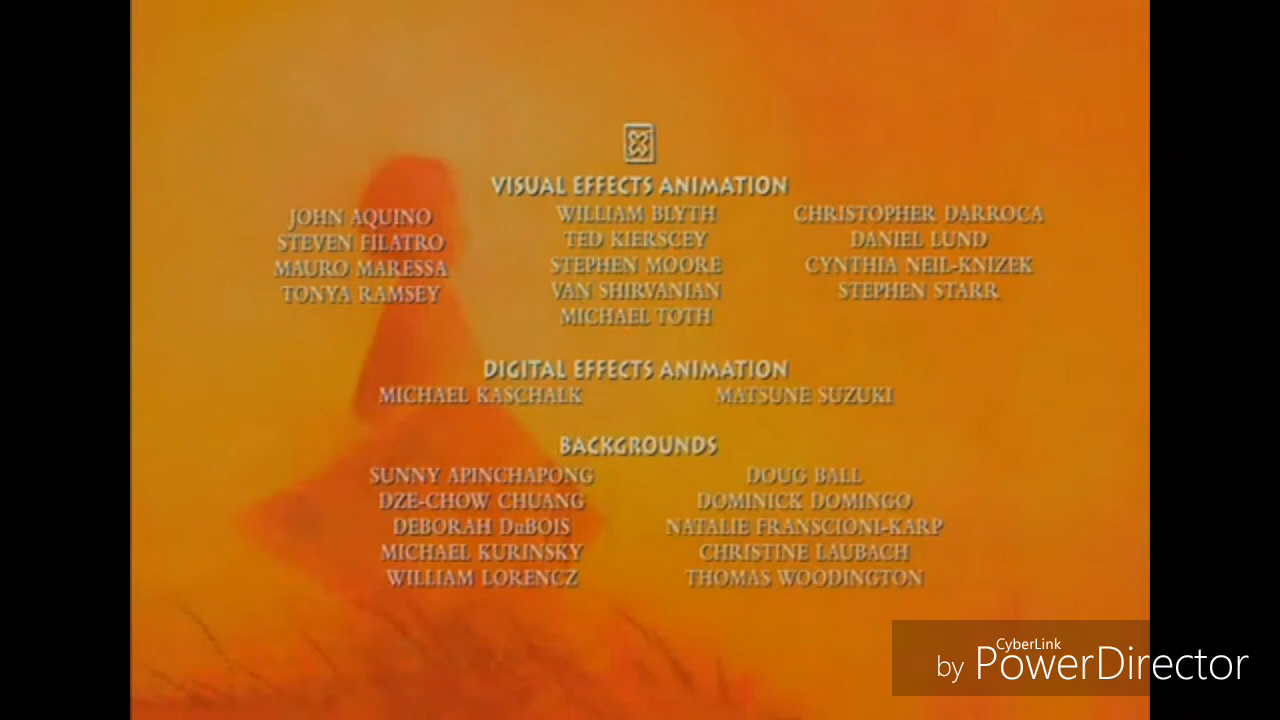 VISUAL EFFECTS ANIMATION
JOHN AQUINO WILLIAM BLYTH CHRISTOPHER DARROCA
STEVEN FILATRO TED KIERSCEY DANIEL LUND
MAURO MARESSA STEPHEN MOORE CYNTHIA NEIL-KNIZEK
TONYA RAMSEY VAN SHIRVANIAN STEPHEN STARR
MICHAEL TOTH
DIGITAL EFFECTS ANIMATION
MICHAEL KASCHALK MATSUNE SUZUKI
BACKGROUNDS
SUNNY APINCHAPONG DOUG BALL
DZE-CHOW CHUANG DOMINICK DOMINGO
DEBORAH DuBOIS NATALIE FRANSCIONI-KARP
MICHAEL KURINSKY CHRISTINE LAUBACH
WILLIAM LORENCZ THOMAS WOODINGTON
CyberLink
by PowerDirector